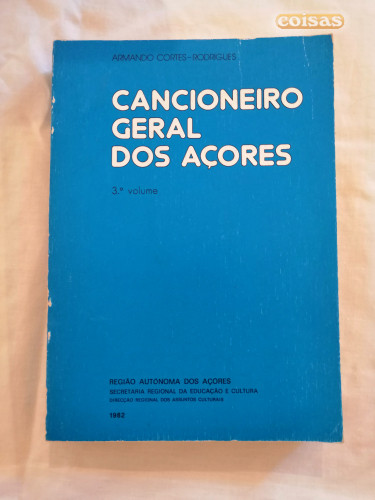 coisas
ARMANDO CORTES-RODRIGUES
CANCIONEIRO
GERAL
DOS AÇORES
3.º volume
REGIÃO AUTÓNOMA DOS AÇORES
SECRETARIA REGIONAL DA EDUCAÇÃO E CULTURA
DIRECÇÃO REGIONAL DOS ASSUNTOS CULTURAIS
1982